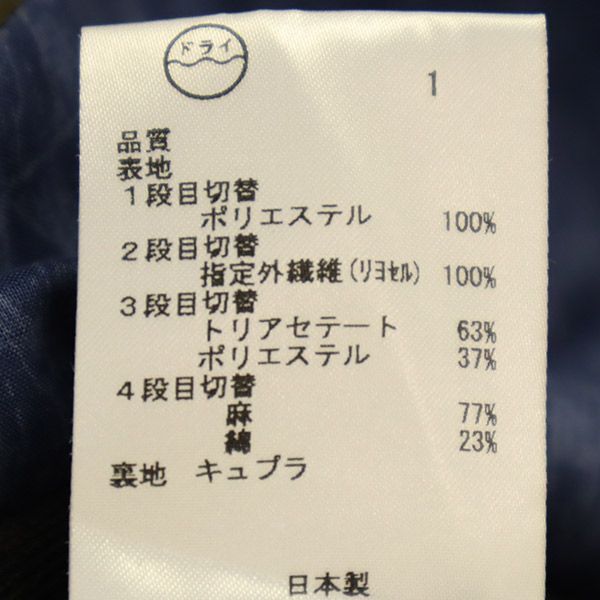 ドライ
1
品質
表地
1段目切替
ポリエステル 100%
2段目切替
指定外繊維(リヨセル) 100%
3段目切替
トリアセテート 63%
ポリエステル 37%
4段目切替
麻 77%
綿 23%
裏地 キュプラ
日本製